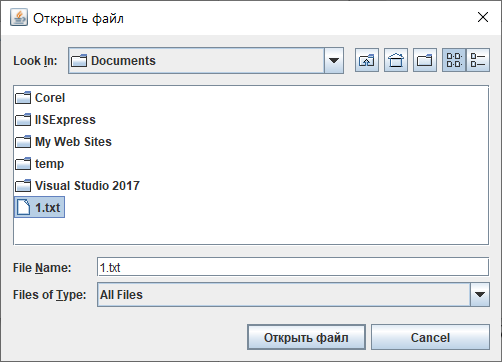 Открыть файл
Look In: Documents
Corel
IISExpress
My Web Sites
temp
Visual Studio 2017
1.txt
File Name: 1.txt
Files of Type: All Files
Открыть файл Cancel